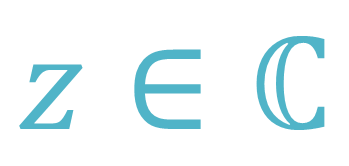 z ∈ ℂ